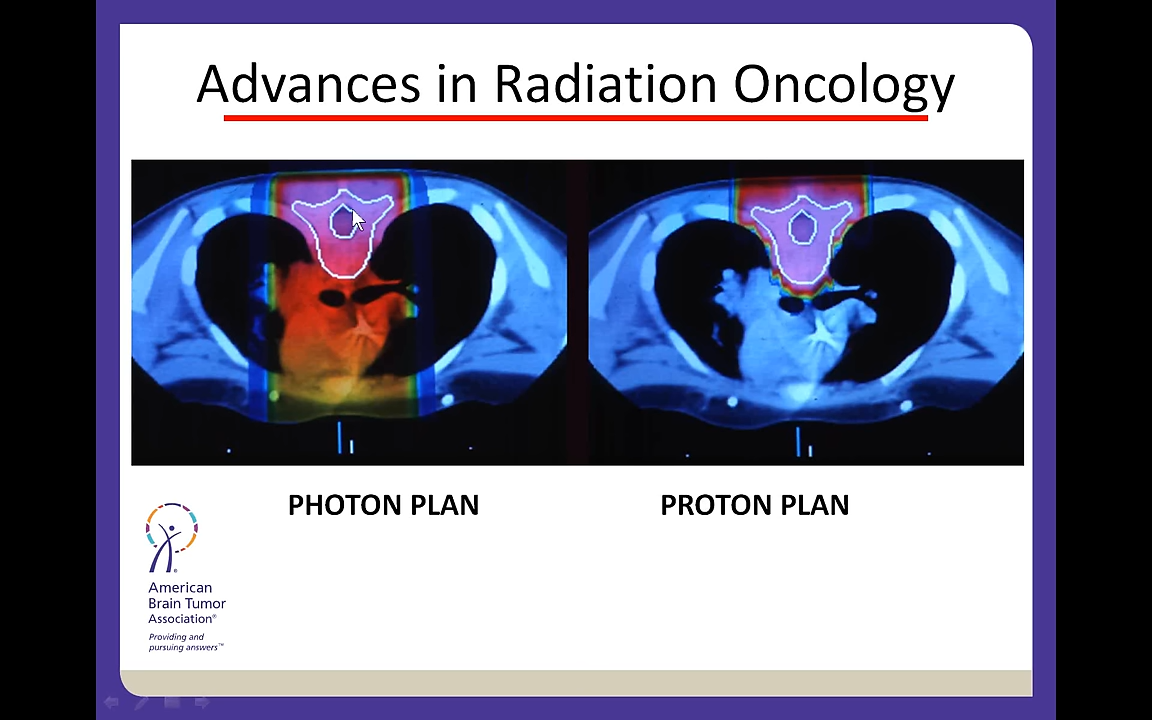 Advances in Radiation Oncology
PHOTON PLAN
PROTON PLAN
American
Brain Tumor
Association®
Providing and
pursuing answers™